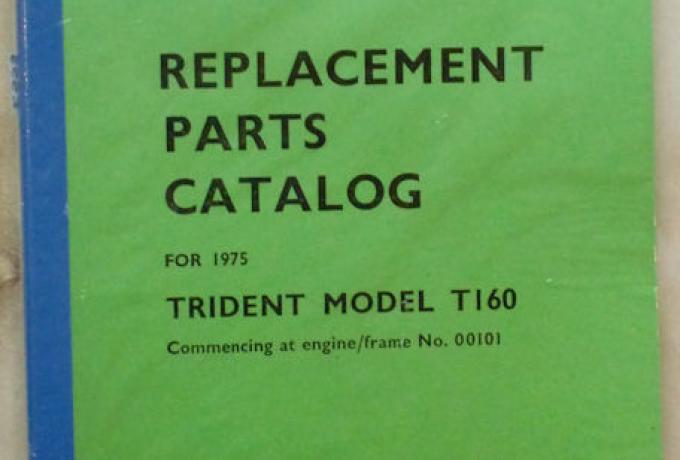 REPLACEMENT
PARTS
CATALOG
FOR 1975
TRIDENT MODEL T160
Commencing at engine/frame No. 00101